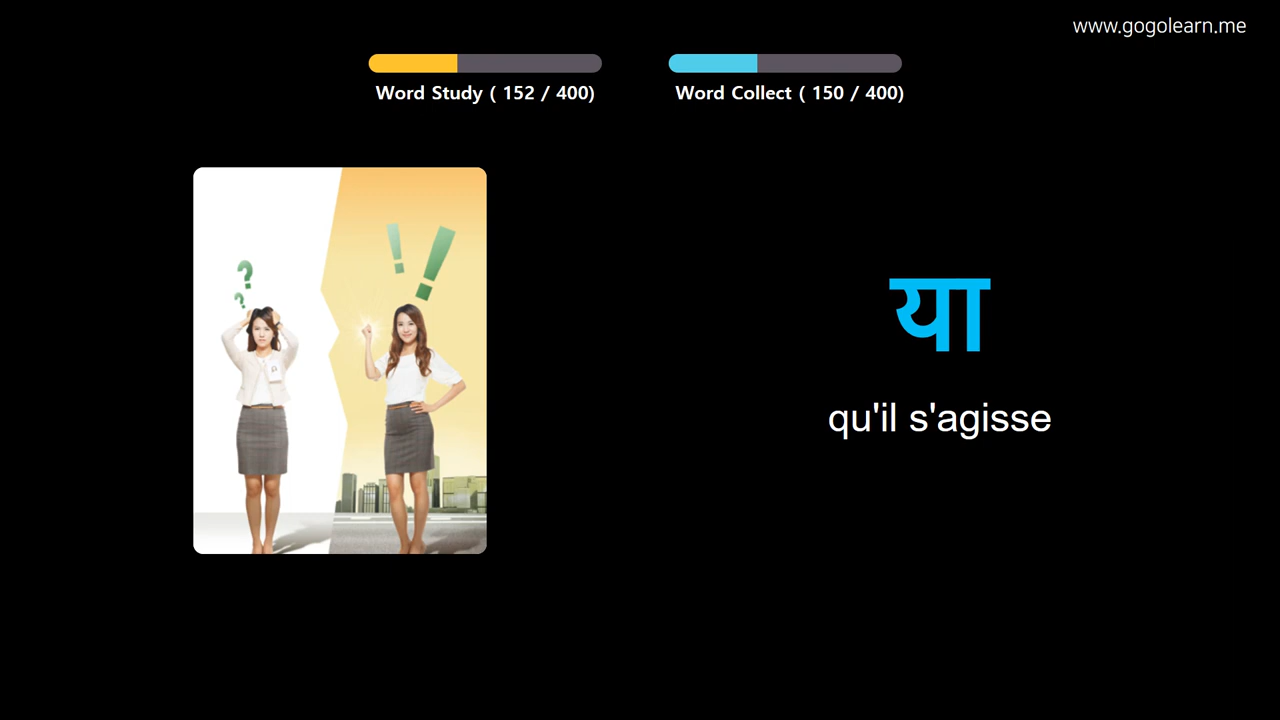 www.gogolearn.me
Word Study ( 152 / 400)
Word Collect ( 150 / 400)
? ?
! !
या
qu'il s'agisse